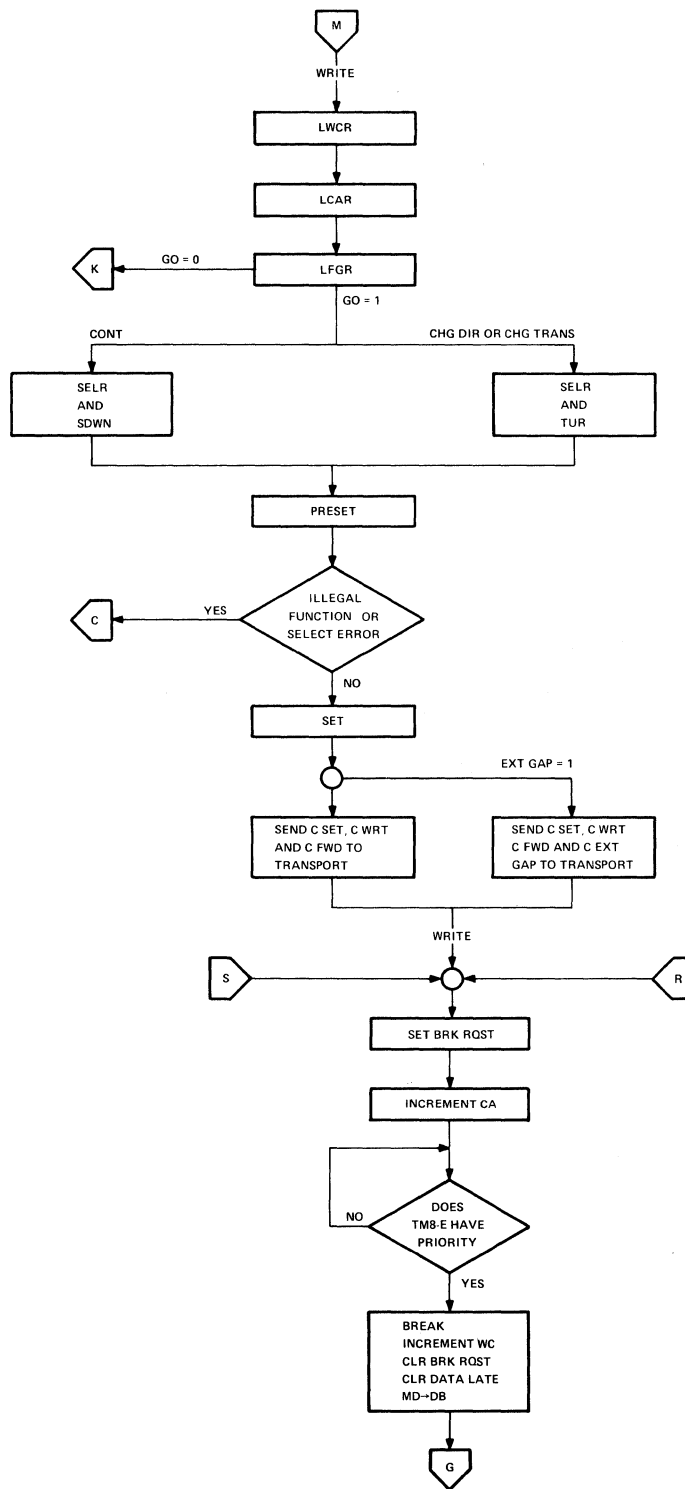 M
WRITE
LWCR
LCAR
LFGR
GO = 0
K
GO = 1
CONT
CHG DIR OR CHG TRANS
SELR
AND
SDWN
SELR
AND
TUR
PRESET
ILLEGAL
FUNCTION OR
SELECT ERROR
YES
C
NO
SET
EXT GAP = 1
SEND C SET, C WRT
AND C FWD TO
TRANSPORT
SEND C SET, C WRT
C FWD AND C EXT
GAP TO TRANSPORT
WRITE
S
R
SET BRK RQST
INCREMENT CA
DOES
TM8-E HAVE
PRIORITY
NO
YES
BREAK
INCREMENT WC
CLR BRK RQST
CLR DATA LATE
MD→DB
G